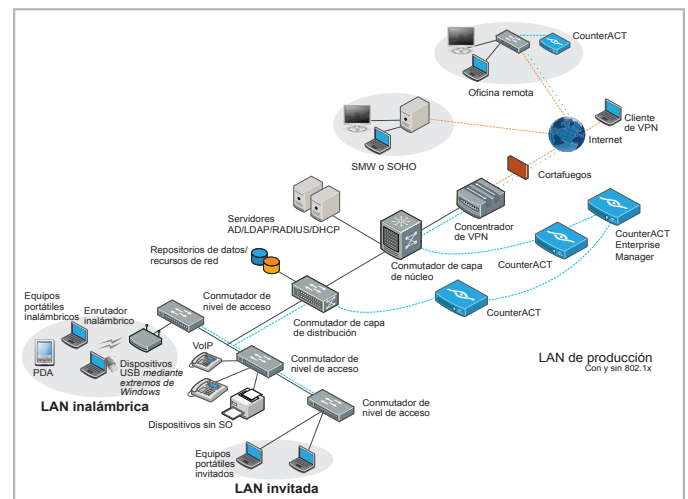 CounterACT
Oficina remota
Cliente
de VPN
Internet
SMW o SOHO
Cortafuegos
Servidores
AD/LDAP/RADIUS/DHCP
Concentrador
de VPN
CounterACT
Enterprise
Manager
Repositorios de datos/
recursos de red
Conmutador de capa
de núcleo
CounterACT
Equipos
portátiles
inalámbricos
Enrutador
inalámbrico
Conmutador de
nivel de acceso
CounterACT
Conmutador de capa
de distribución
VoIP
PDA
Dispositivos
USB mediante
extremos de
Windows
Conmutador de
nivel de acceso
LAN de producción
Con y sin 802.1x
LAN inalámbrica
Dispositivos sin SO
Conmutador de
nivel de acceso
Equipos
portátiles
invitados
LAN invitada